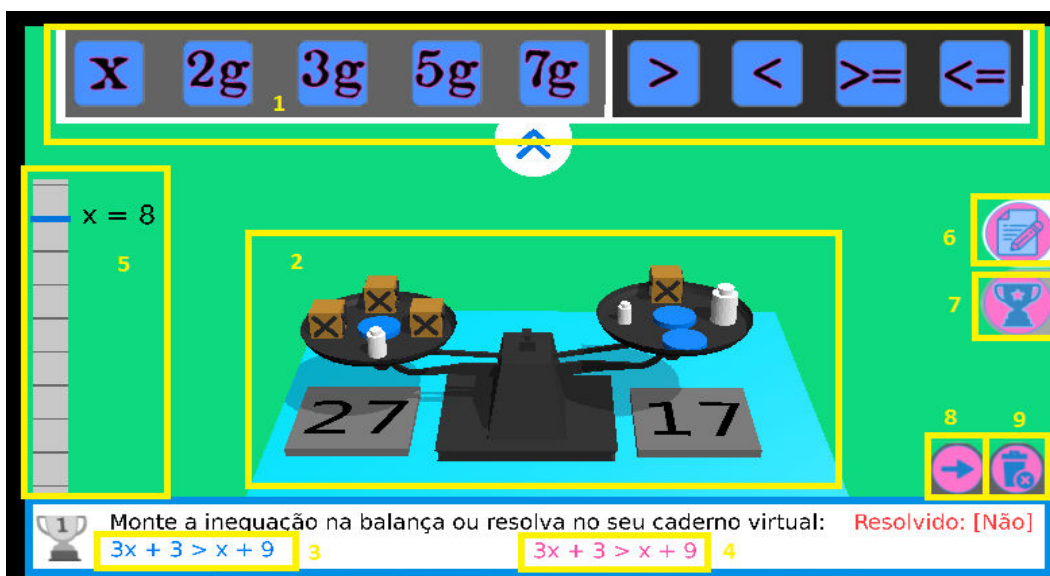 x 2g 3g 5g 7g > < >= <=
1
x = 8
5
2
6
7
27 17
8 9
1 Monte a inequação na balança ou resolva no seu caderno virtual: Resolvido: [Não]
3x + 3 > x + 9 3 3x + 3 > x + 9 4